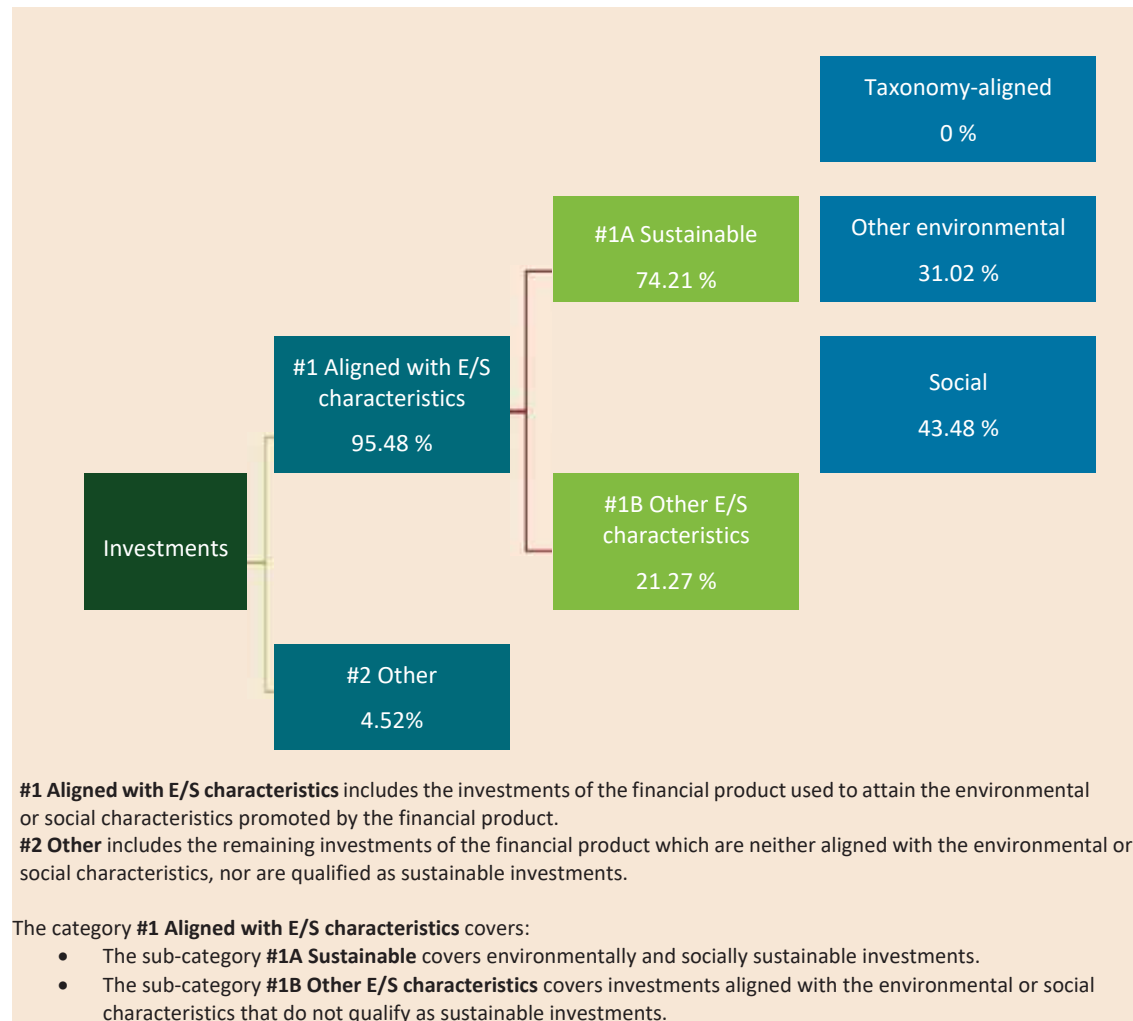 Taxonomy-aligned
0 %
#1A Sustainable
74.21 %
Other environmental
31.02 %
#1 Aligned with E/S
characteristics
95.48 %
Social
43.48 %
Investments
#1B Other E/S
characteristics
21.27 %
#2 Other
4.52%
#1 Aligned with E/S characteristics includes the investments of the financial product used to attain the environmental
or social characteristics promoted by the financial product.
#2 Other includes the remaining investments of the financial product which are neither aligned with the environmental or
social characteristics, nor are qualified as sustainable investments.
The category #1 Aligned with E/S characteristics covers:
• The sub-category #1A Sustainable covers environmentally and socially sustainable investments.
• The sub-category #1B Other E/S characteristics covers investments aligned with the environmental or social
characteristics that do not qualify as sustainable investments.